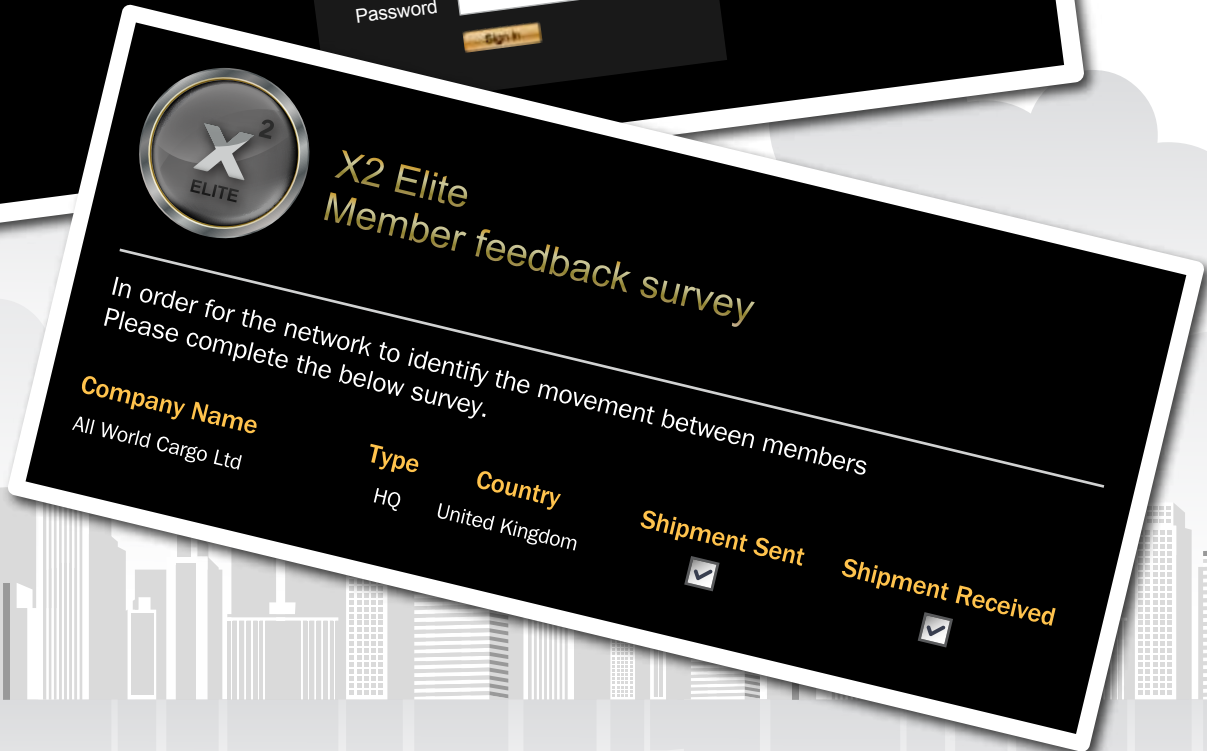 Password
Sign In
X2
ELITE
X2 Elite
Member feedback survey
In order for the network to identify the movement between members
Please complete the below survey.
Company Name Type Country Shipment Sent Shipment Received
All World Cargo Ltd HQ United Kingdom